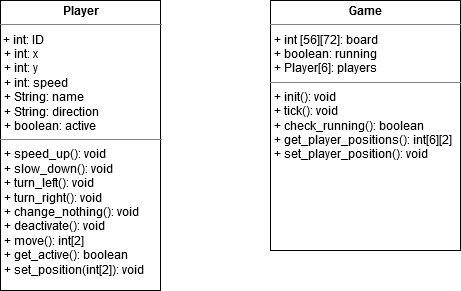 Player
+ int: ID
+ int: x
+ int: y
+ int: speed
+ String: name
+ String: direction
+ boolean: active
+ speed_up(): void
+ slow_down(): void
+ turn_left(): void
+ turn_right(): void
+ change_nothing(): void
+ deactivate(): void
+ move(): int[2]
+ get_active(): boolean
+ set_position(int[2]): void
Game
+ int [56][72]: board
+ boolean: running
+ Player[6]: players
+ init(): void
+ tick(): void
+ check_running(): boolean
+ get_player_positions(): int[6][2]
+ set_player_position(): void